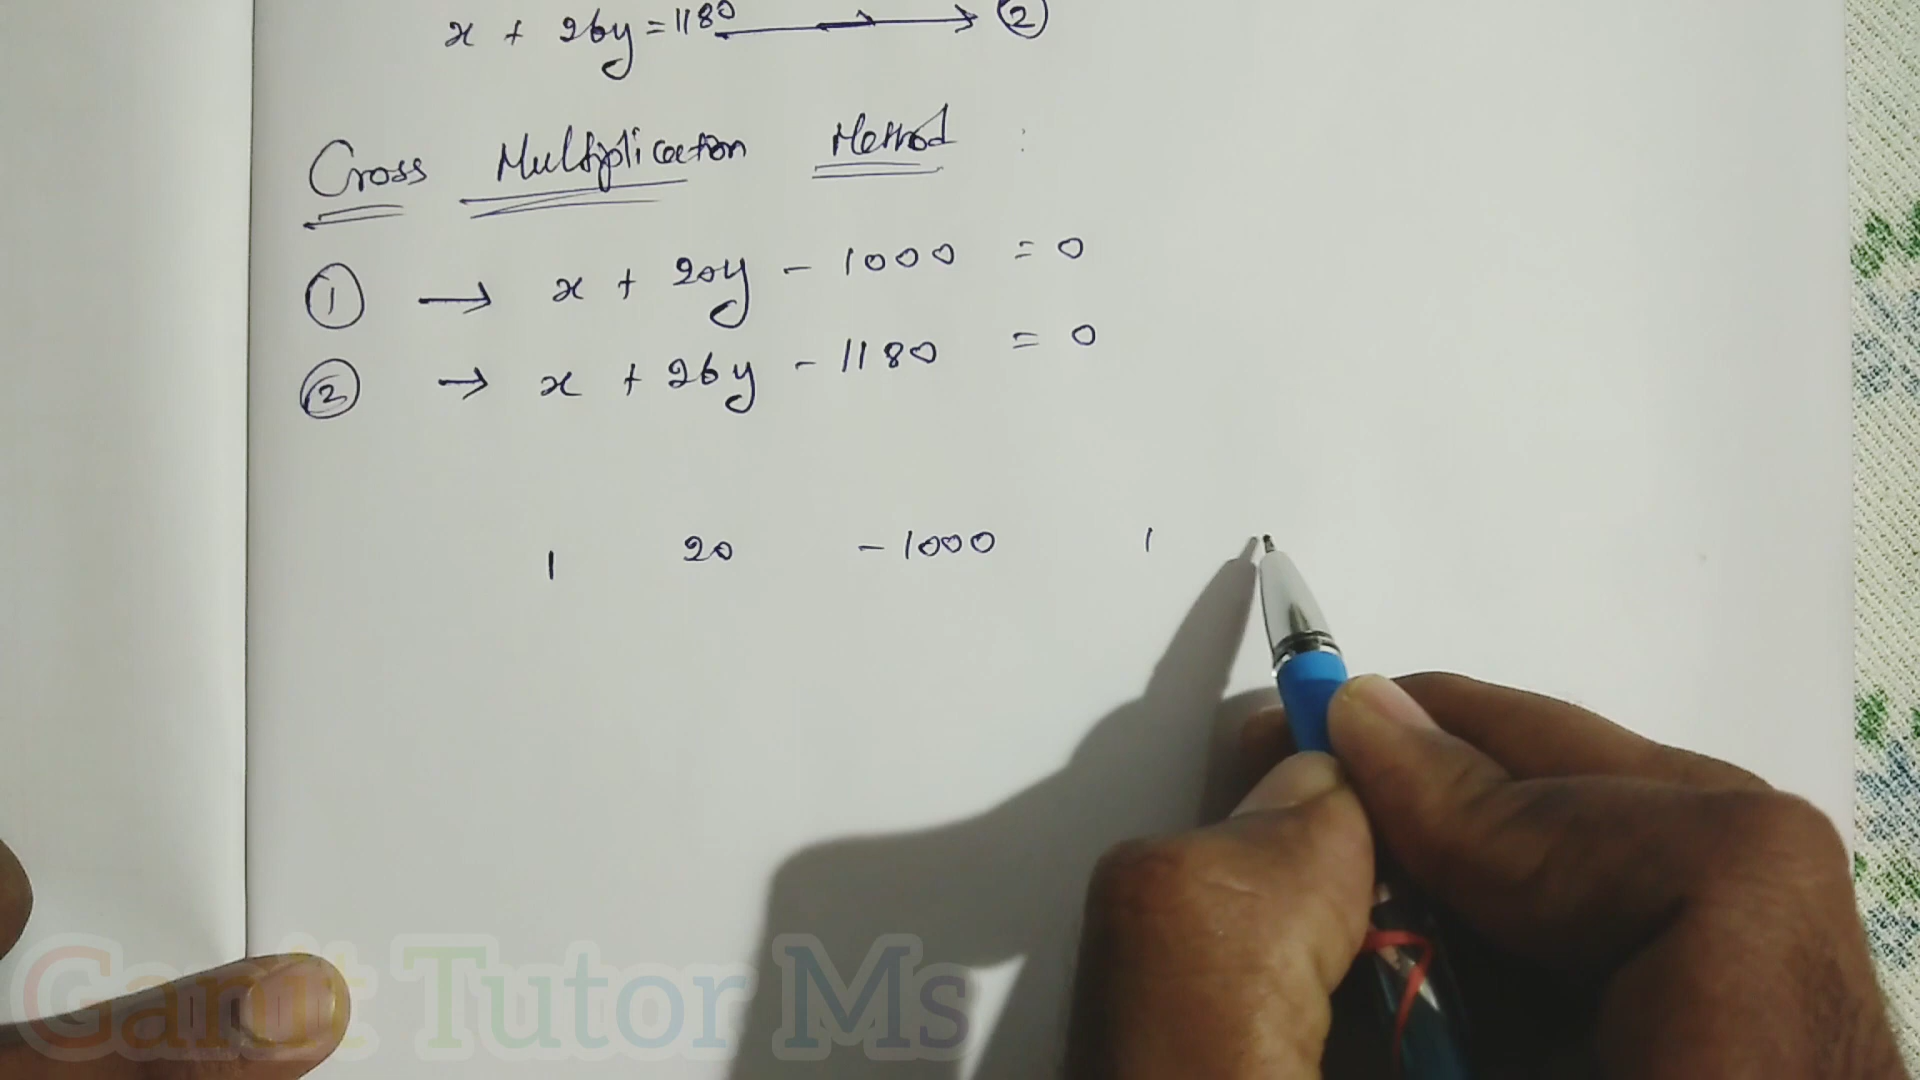 x + 26y = 1180 ②
Cross Multiplication Method :
① → x + 20y - 1000 = 0
② → x + 26y - 1180 = 0
1 20 -1000 1
Ganit Tutor Ms